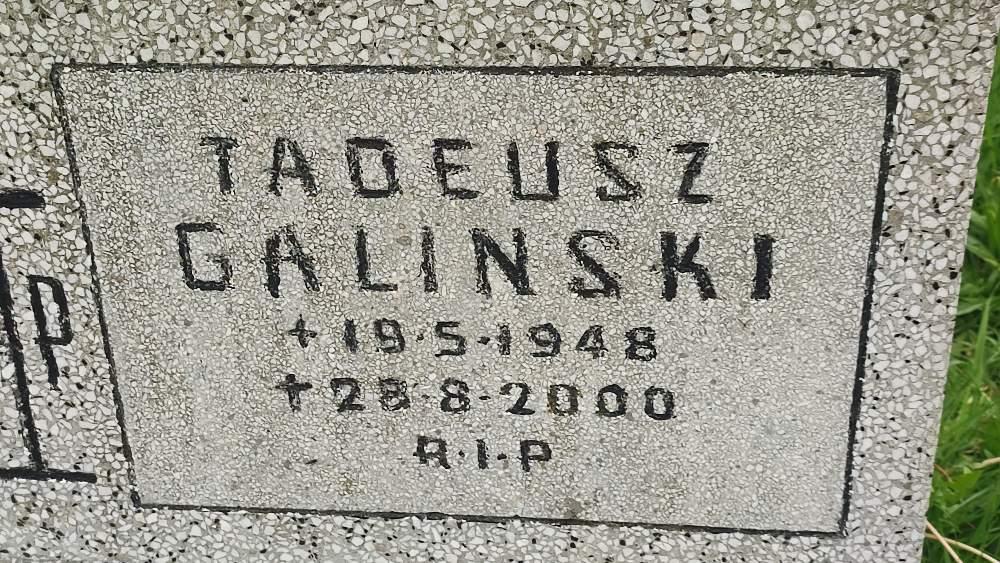 TADEUSZ
GALINSKI
+ 19·5·1948
† 28·8·2000
R·I·P
P